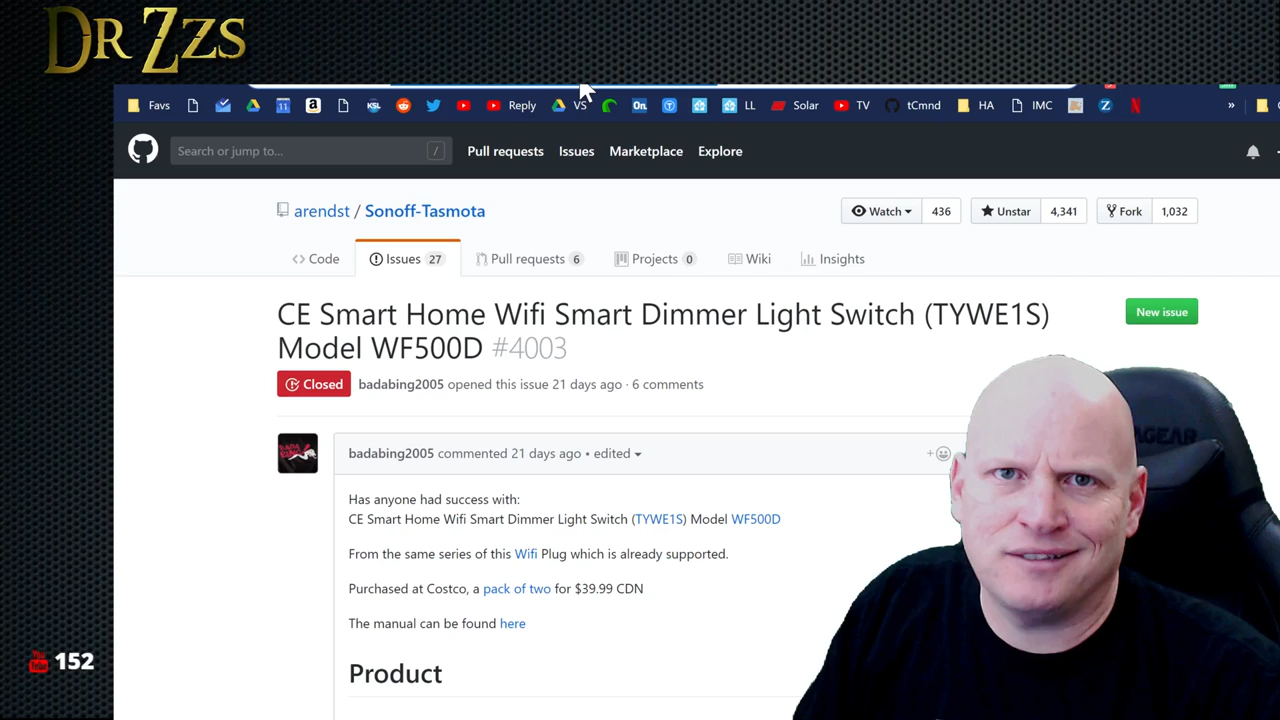 DR ZZS
Favs Reply VS LL Solar TV tCmnd HA IMC »
Search or jump to... / Pull requests Issues Marketplace Explore
arendst / Sonoff-Tasmota Watch 436 Unstar 4,341 Fork 1,032
Code Issues 27 Pull requests 6 Projects 0 Wiki Insights
CE Smart Home Wifi Smart Dimmer Light Switch (TYWE1S)
Model WF500D #4003
New issue
Closed badabing2005 opened this issue 21 days ago · 6 comments
badabing2005 commented 21 days ago • edited
Has anyone had success with:
CE Smart Home Wifi Smart Dimmer Light Switch (TYWE1S) Model WF500D
From the same series of this Wifi Plug which is already supported.
Purchased at Costco, a pack of two for $39.99 CDN
The manual can be found here
Product
152